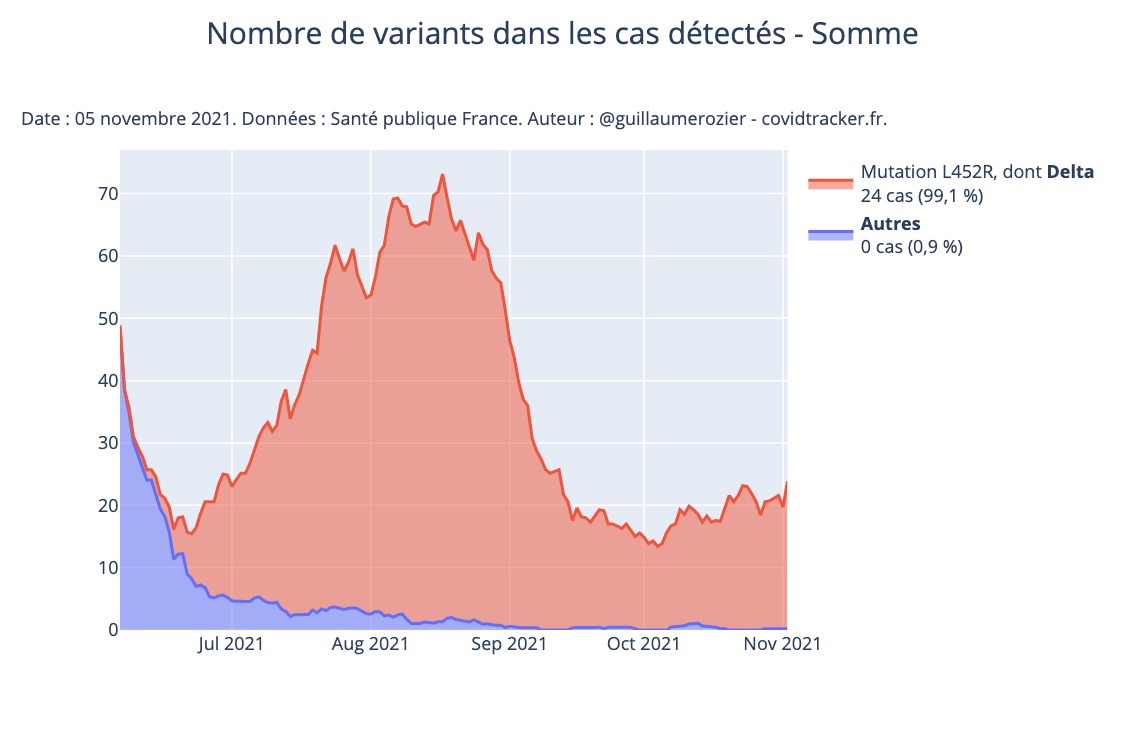 Nombre de variants dans les cas détectés - Somme
Date : 05 novembre 2021. Données : Santé publique France. Auteur : @guillaumerozier - covidtracker.fr.
Mutation L452R, dont Delta
24 cas (99,1 %)
Autres
0 cas (0,9 %)
70
60
50
40
30
20
10
0
Jul 2021 Aug 2021 Sep 2021 Oct 2021 Nov 2021